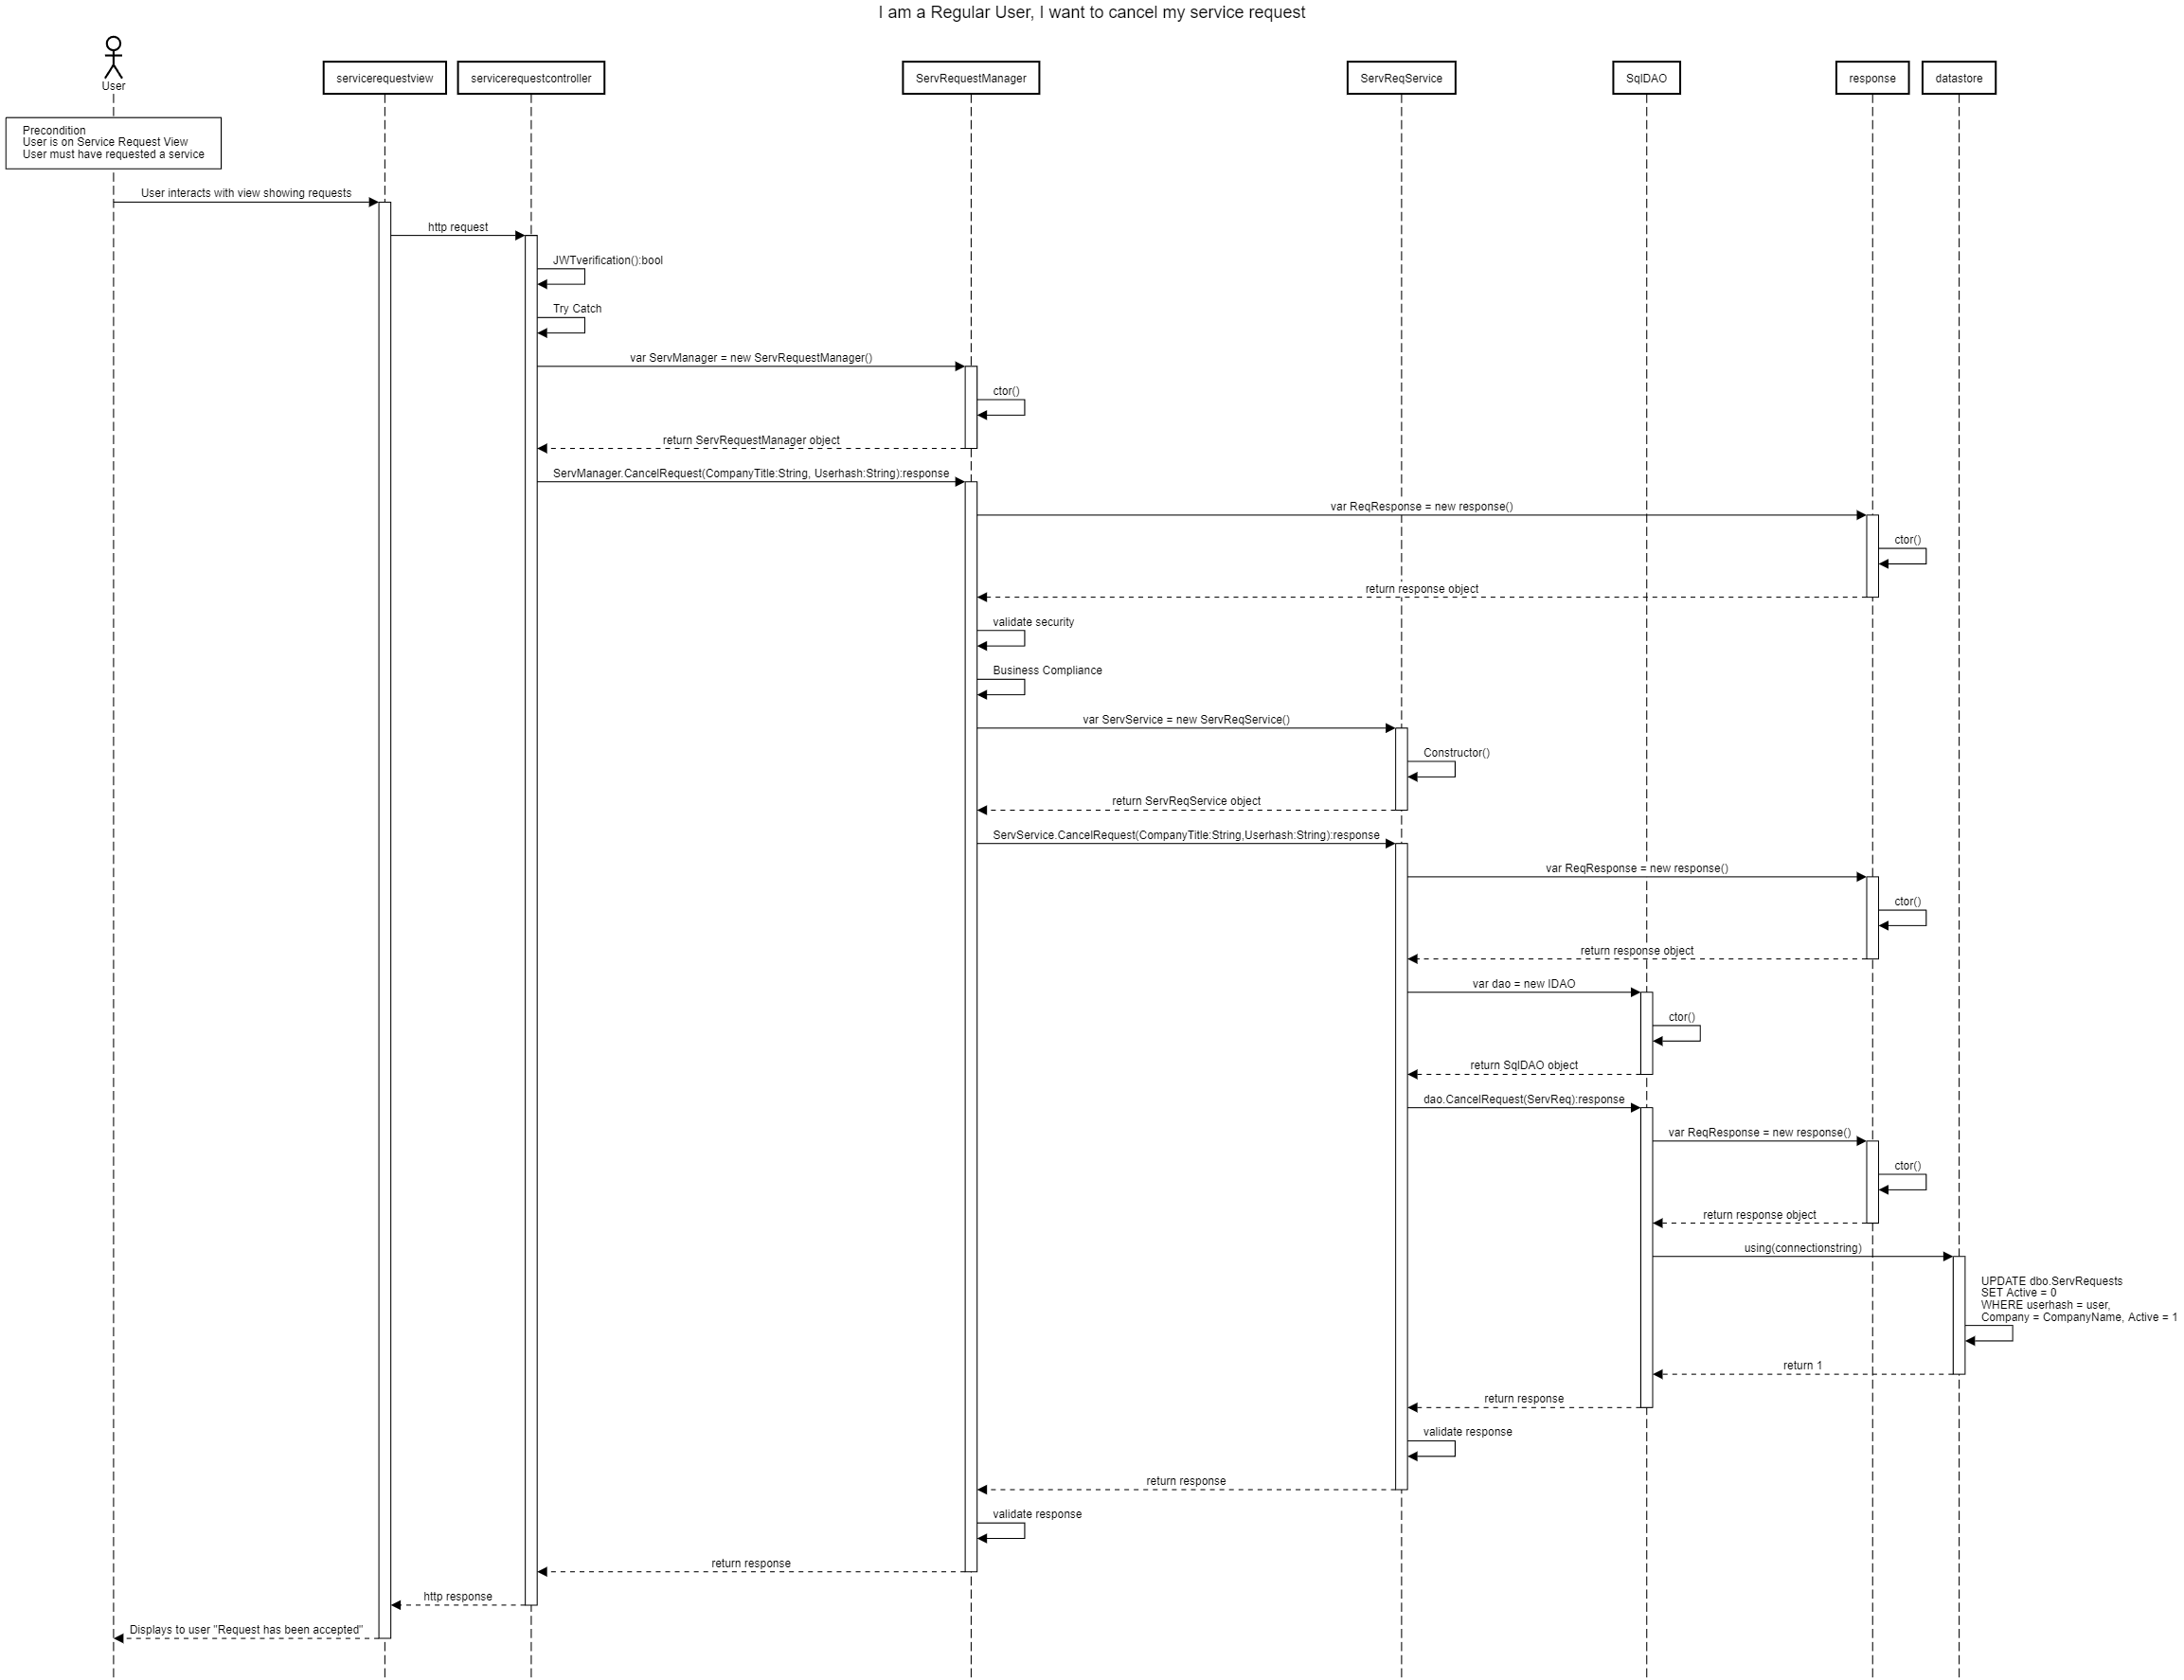 I am a Regular User, I want to cancel my service request
User
servicerequestview
servicerequestcontroller
ServRequestManager
ServReqService
SqlDAO
response
datastore
Precondition
User is on Service Request View
User must have requested a service
User interacts with view showing requests
http request
JWTverification():bool
Try Catch
var ServManager = new ServRequestManager()
ctor()
return ServRequestManager object
ServManager.CancelRequest(CompanyTitle:String, Userhash:String):response
var ReqResponse = new response()
ctor()
return response object
validate security
Business Compliance
var ServService = new ServReqService()
Constructor()
return ServReqService object
ServService.CancelRequest(CompanyTitle:String,Userhash:String):response
var ReqResponse = new response()
ctor()
return response object
var dao = new IDAO
ctor()
return SqlDAO object
dao.CancelRequest(ServReq):response
var ReqResponse = new response()
ctor()
return response object
using(connectionstring)
UPDATE dbo.ServRequests
SET Active = 0
WHERE userhash = user,
Company = CompanyName, Active = 1
return 1
return response
validate response
return response
validate response
return response
http response
Displays to user "Request has been accepted"